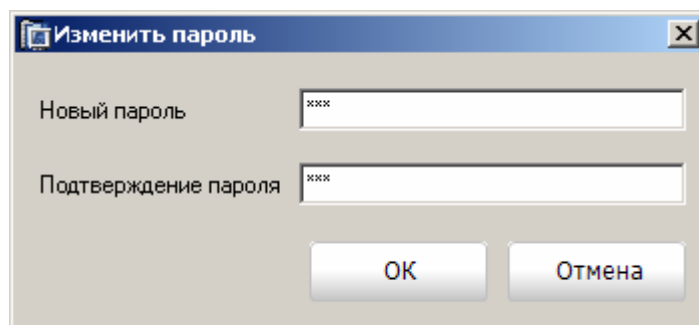 Изменить пароль
Новый пароль ***
Подтверждение пароля ***
ОК Отмена